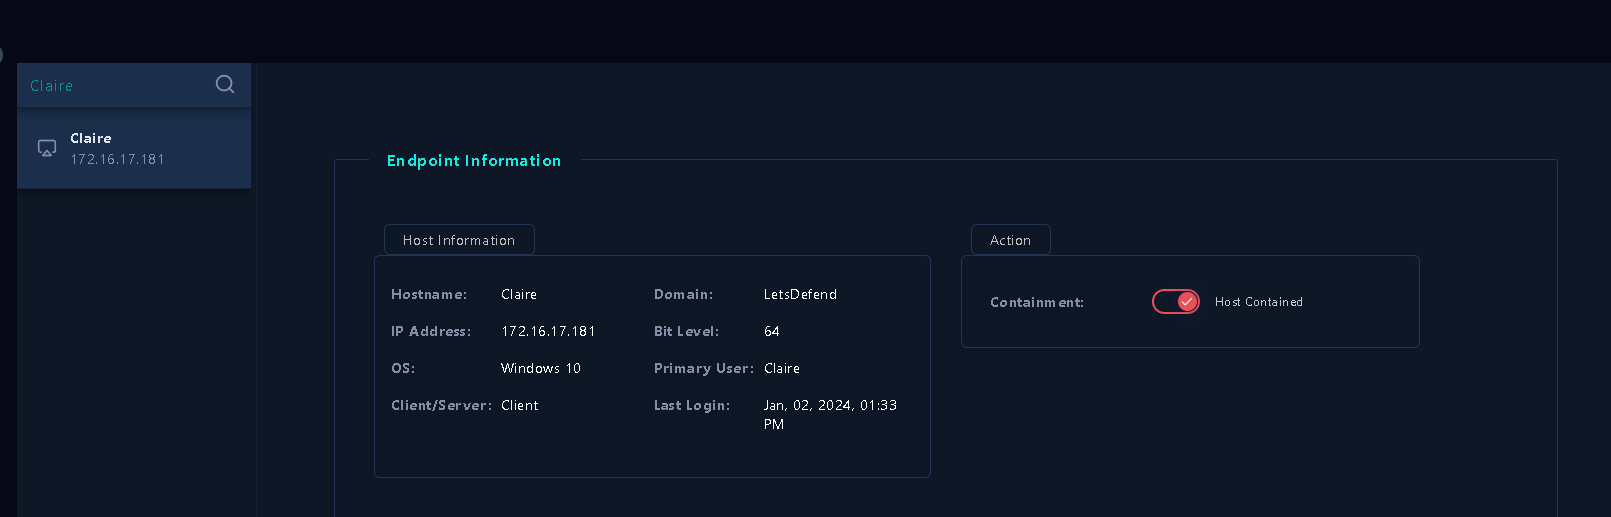 Claire
Claire
172.16.17.181
Endpoint Information
Host Information
Hostname: Claire Domain: LetsDefend
IP Address: 172.16.17.181 Bit Level: 64
OS: Windows 10 Primary User: Claire
Client/Server: Client Last Login: Jan, 02, 2024, 01:33
PM
Action
Containment: Host Contained